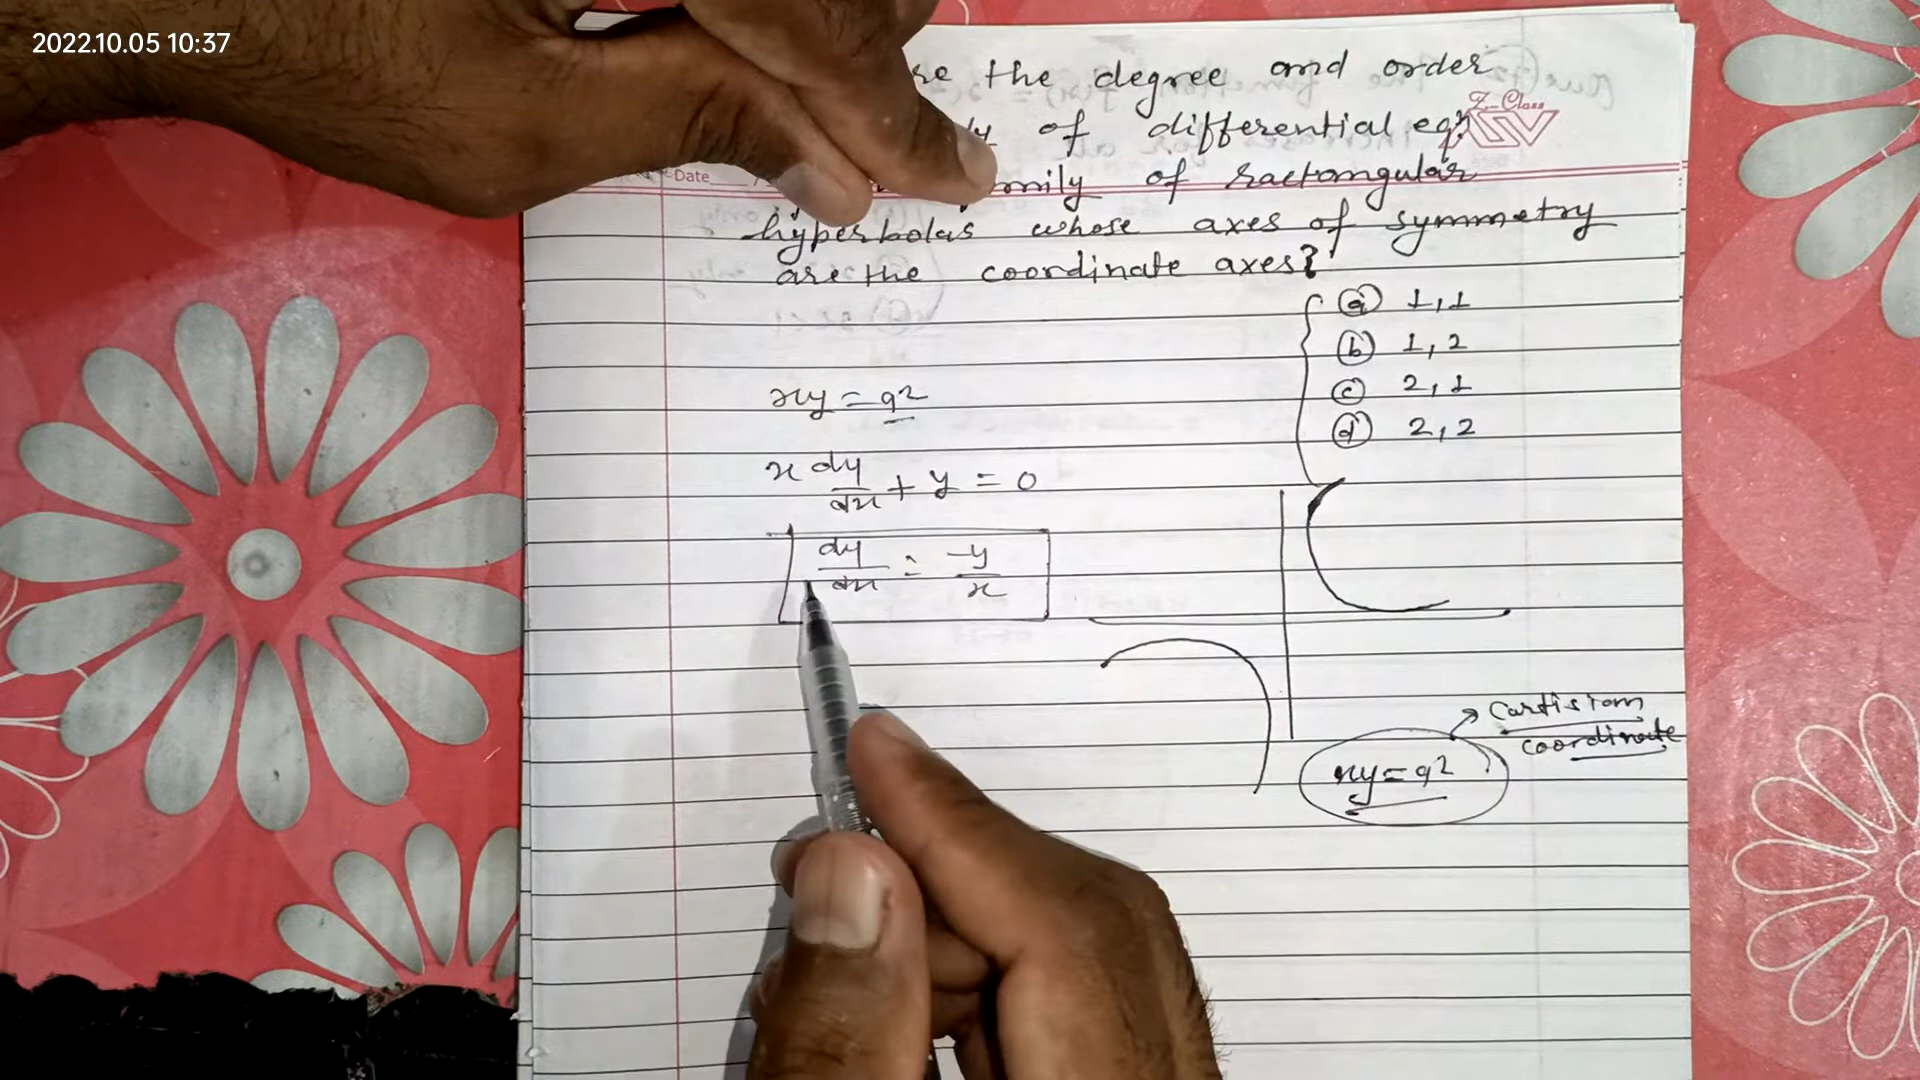 2022.10.05 10:37
the degree and order
of differential eqn
Z-Class
Date
of ractangular
hyperbolas whose axes of symmetry
are the coordinate axes?
(a) 1,1
(b) 1,2
(c) 2,1
(d) 2,2
xy = a2
x dy/dx + y = 0
dy/dx = -y/x
Cartisian
coordinate
xy = a2